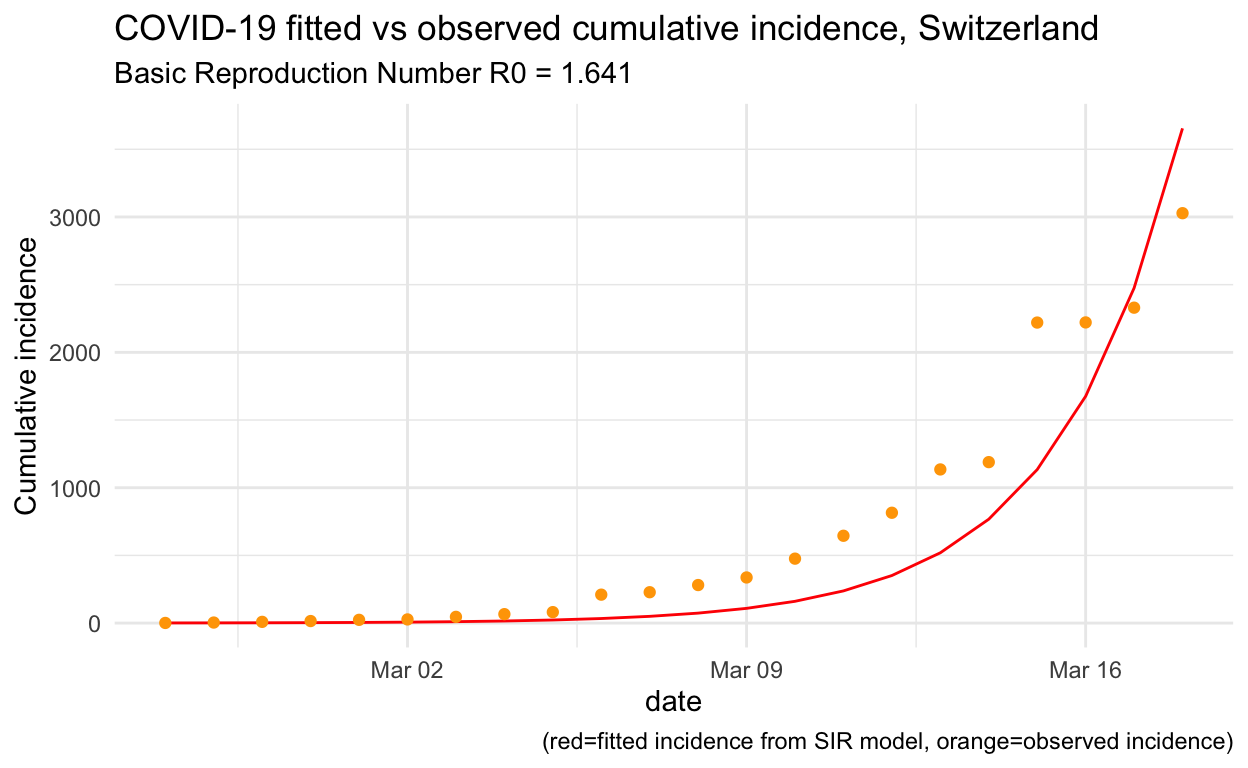 COVID-19 fitted vs observed cumulative incidence, Switzerland
Basic Reproduction Number R0 = 1.641
Cumulative incidence
3000
2000
1000
0
Mar 02
Mar 09
Mar 16
date
(red=fitted incidence from SIR model, orange=observed incidence)